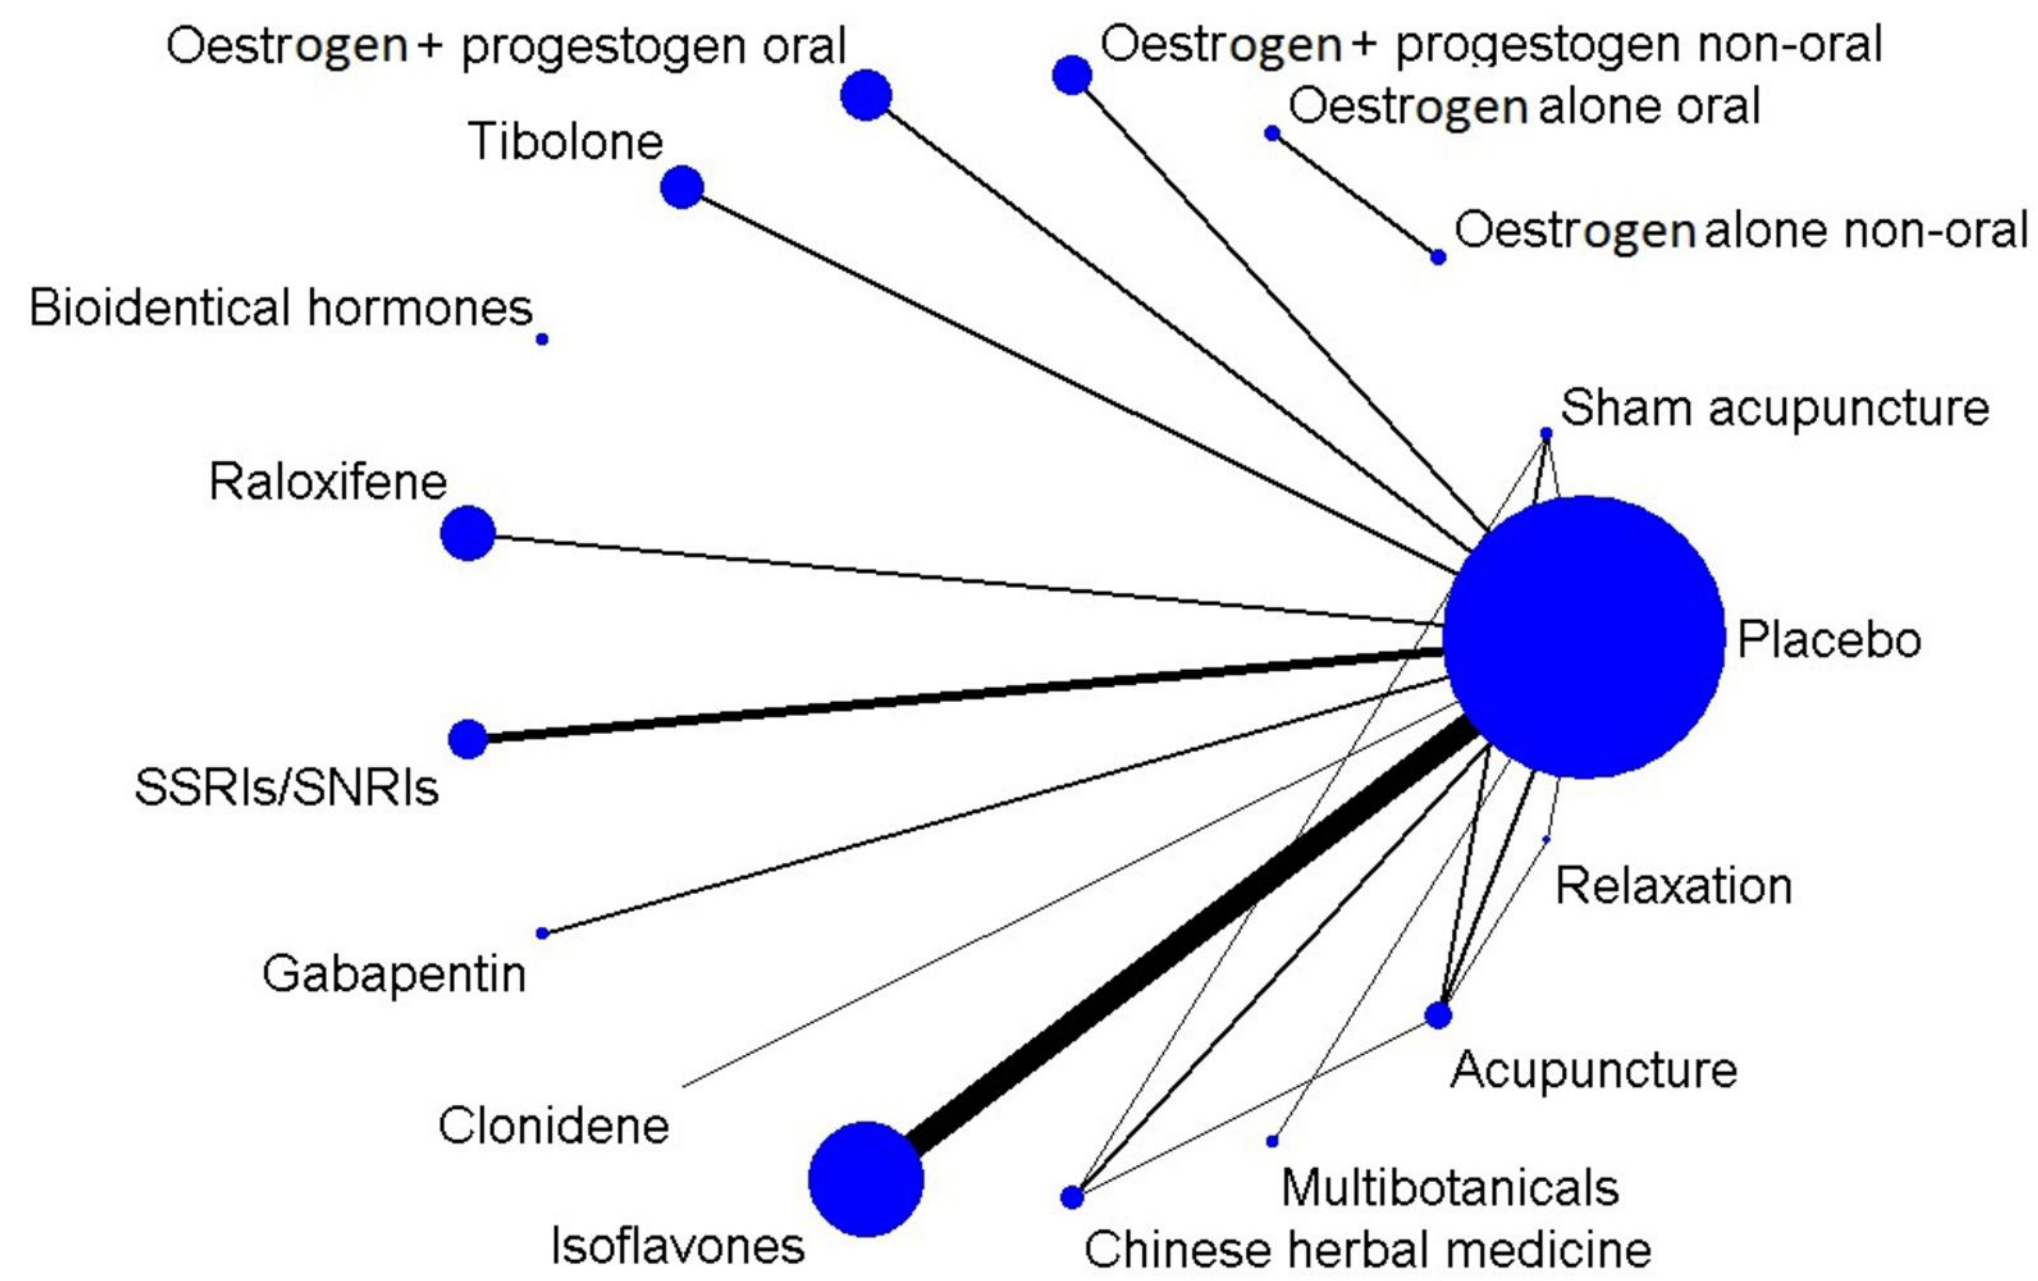 Oestrogen + progestogen oral
Oestrogen + progestogen non-oral
Oestrogen alone oral
Tibolone
Oestrogen alone non-oral
Bioidentical hormones
Sham acupuncture
Raloxifene
Placebo
SSRIs/SNRIs
Relaxation
Gabapentin
Acupuncture
Clonidene
Multibotanicals
Isoflavones
Chinese herbal medicine